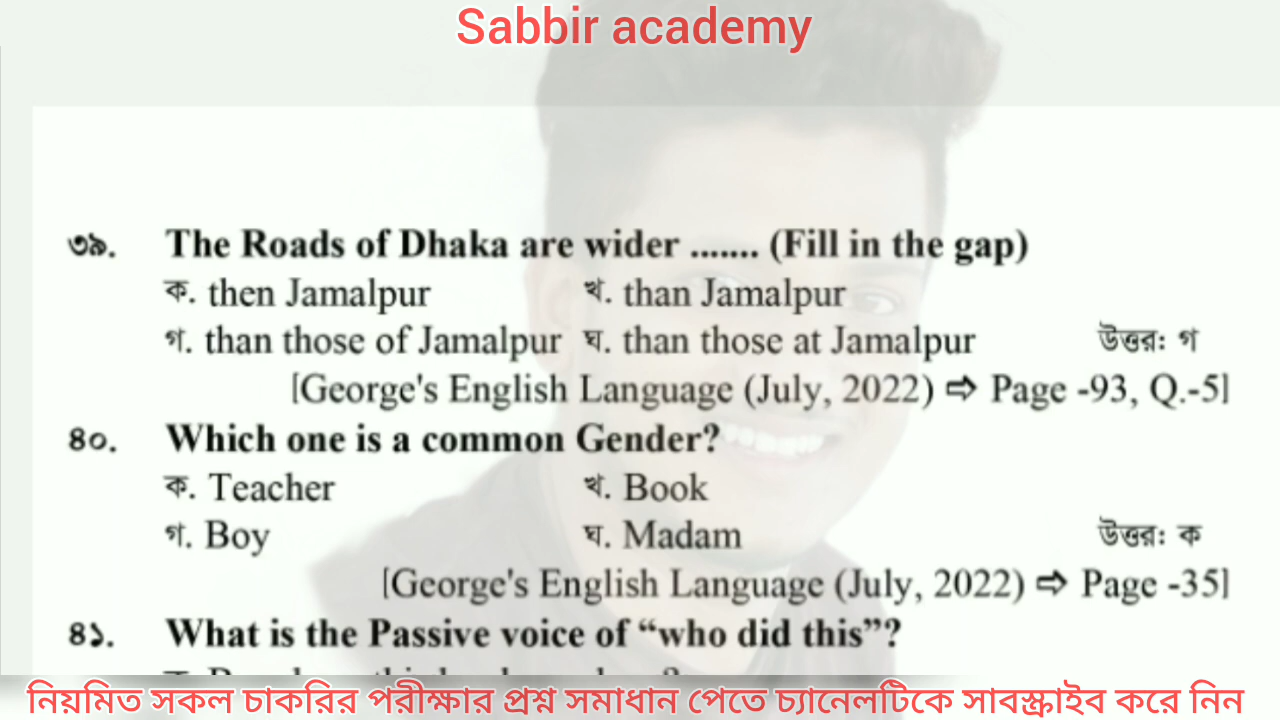 Sabbir academy
৩৯. The Roads of Dhaka are wider ....... (Fill in the gap)
ক. then Jamalpur খ. than Jamalpur
গ. than those of Jamalpur ঘ. than those at Jamalpur উত্তর: গ
[George's English Language (July, 2022) ⇨ Page -93, Q.-5]
৪০. Which one is a common Gender?
ক. Teacher খ. Book
গ. Boy ঘ. Madam উত্তর: ক
[George's English Language (July, 2022) ⇨ Page -35]
৪১. What is the Passive voice of “who did this”?
নিয়মিত সকল চাকরির পরীক্ষার প্রশ্ন সমাধান পেতে চ্যানেলটিকে সাবস্ক্রাইব করে নিন